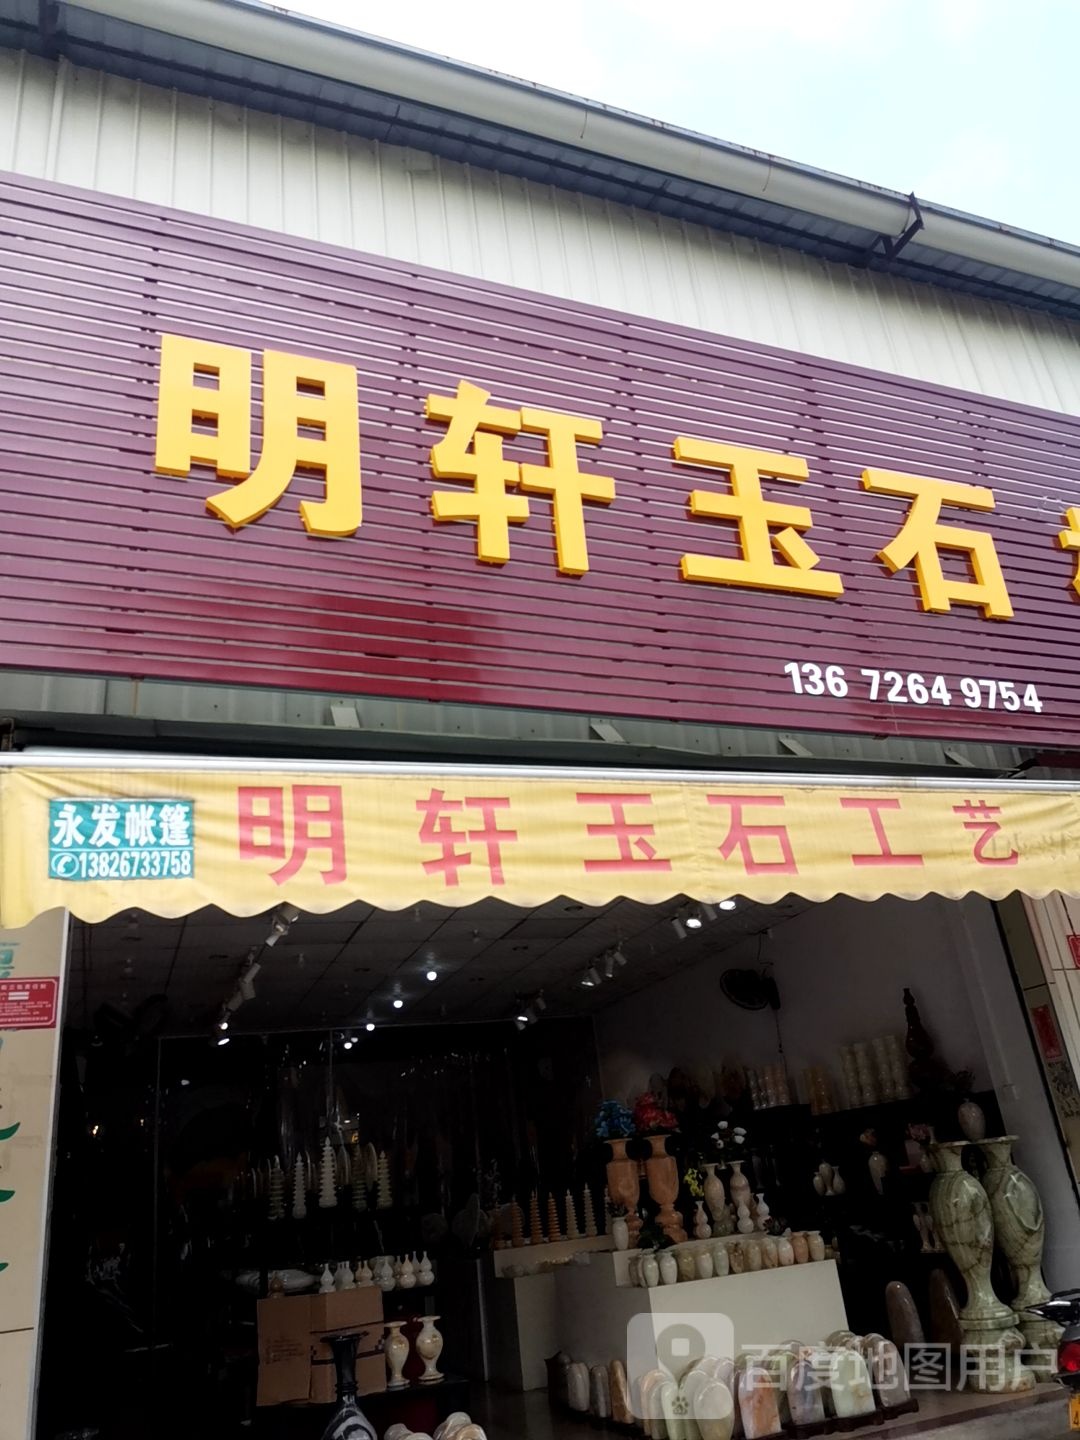 明轩玉石
136 7264 9754
永发帐篷
13826733758
明轩玉石工艺
百度地图用户